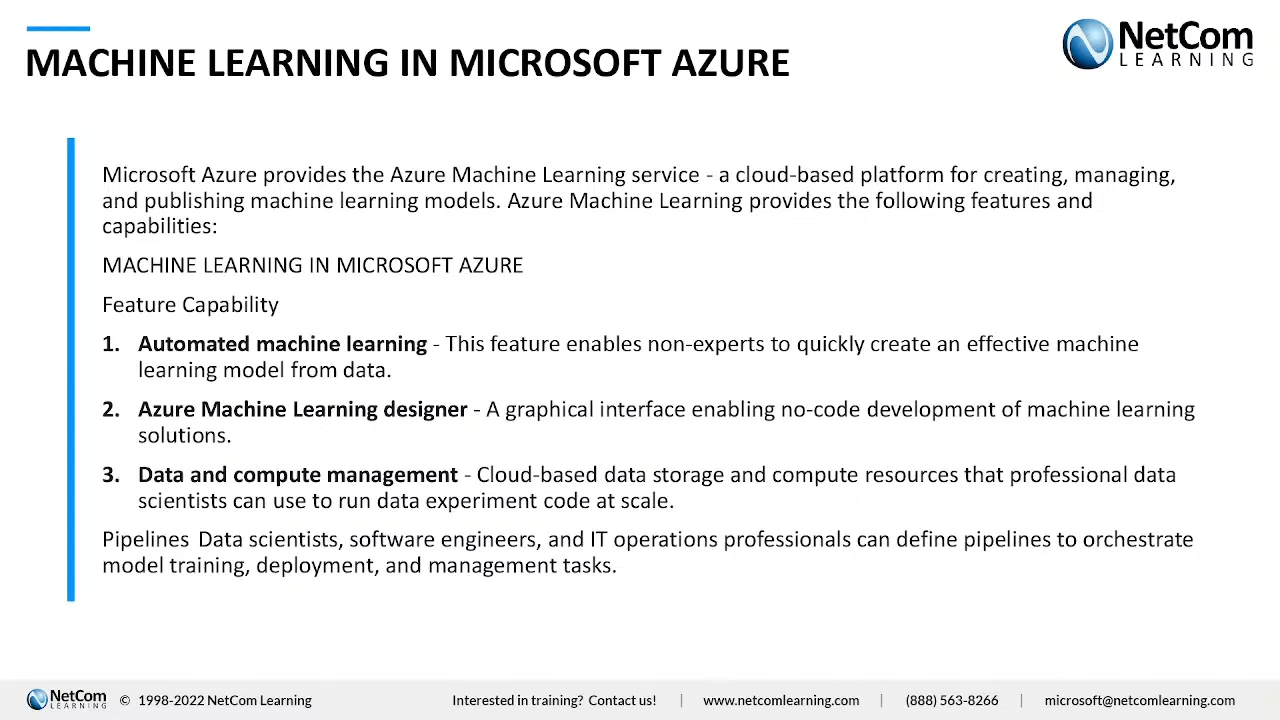 MACHINE LEARNING IN MICROSOFT AZURE
NetCom
LEARNING
Microsoft Azure provides the Azure Machine Learning service - a cloud-based platform for creating, managing,
and publishing machine learning models. Azure Machine Learning provides the following features and
capabilities:
MACHINE LEARNING IN MICROSOFT AZURE
Feature Capability
1. Automated machine learning - This feature enables non-experts to quickly create an effective machine
learning model from data.
2. Azure Machine Learning designer - A graphical interface enabling no-code development of machine learning
solutions.
3. Data and compute management - Cloud-based data storage and compute resources that professional data
scientists can use to run data experiment code at scale.
Pipelines Data scientists, software engineers, and IT operations professionals can define pipelines to orchestrate
model training, deployment, and management tasks.
NetCom
LEARNING
© 1998-2022 NetCom Learning
Interested in training? Contact us! | www.netcomlearning.com | (888) 563-8266 | microsoft@netcomlearning.com